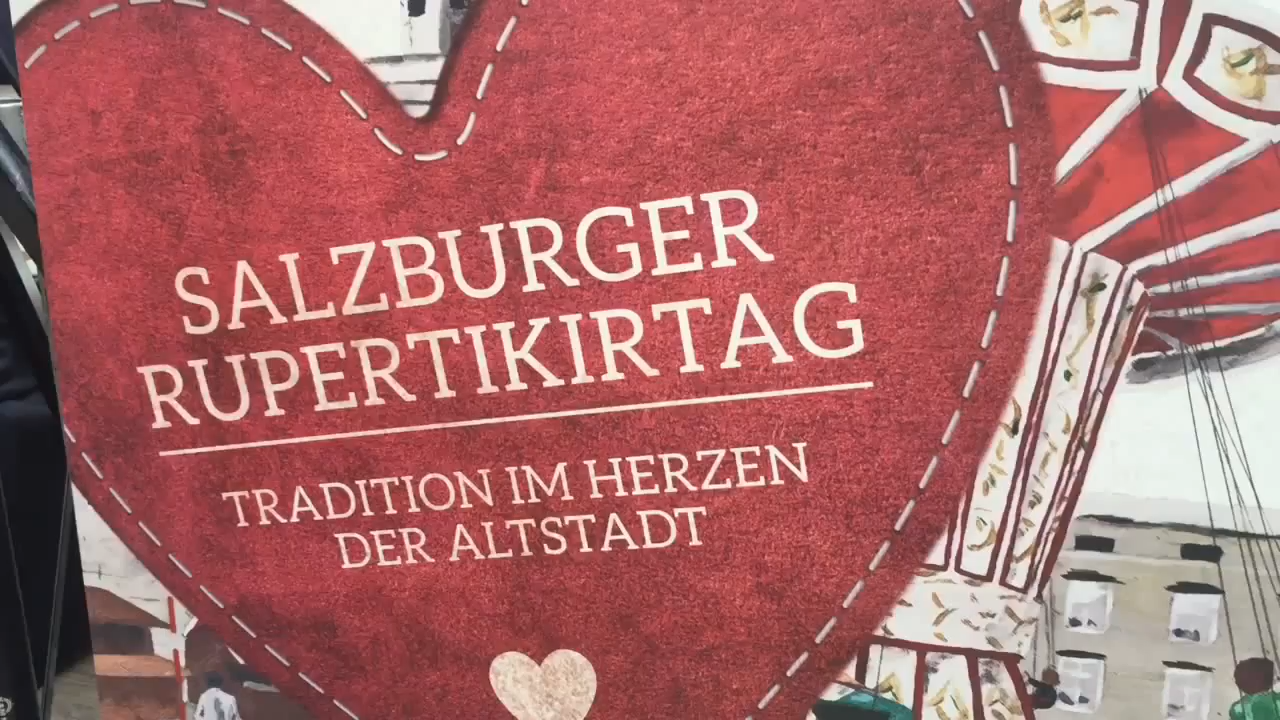 SALZBURGER
RUPERTIKIRTAG
TRADITION IM HERZEN
DER ALTSTADT